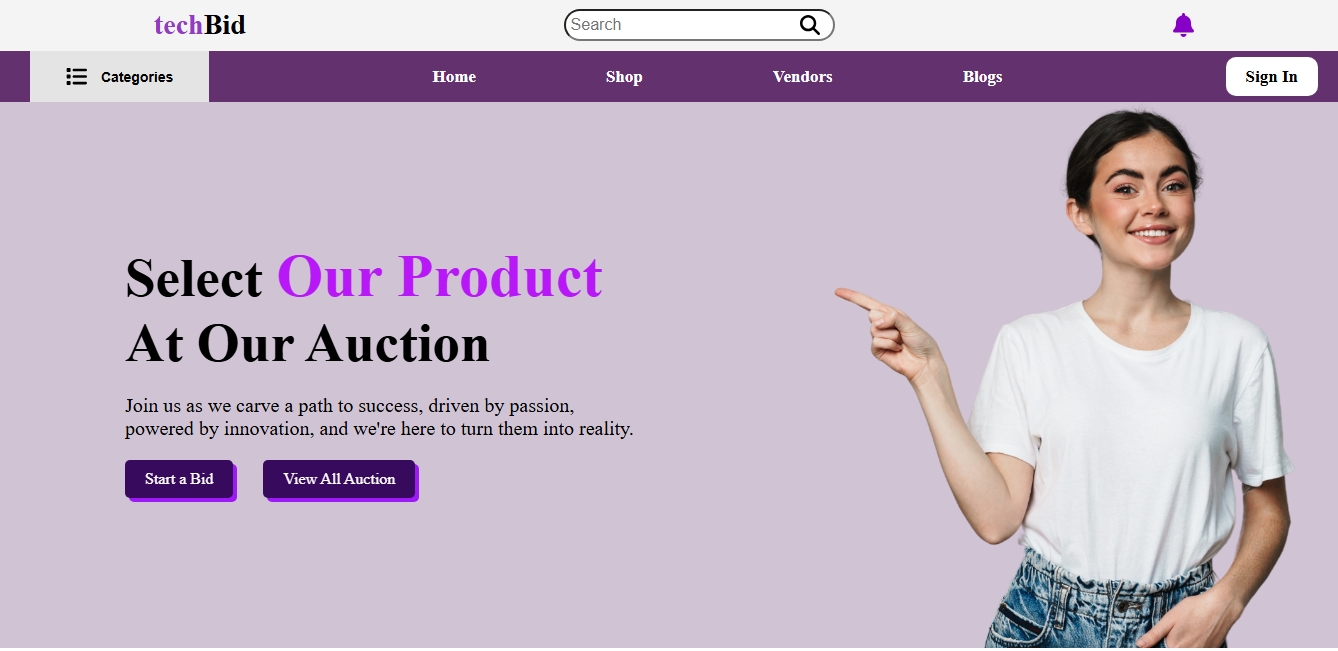 techBid
Search
Categories
Home
Shop
Vendors
Blogs
Sign In
Select Our Product
At Our Auction
Join us as we carve a path to success, driven by passion,
powered by innovation, and we're here to turn them into reality.
Start a Bid
View All Auction